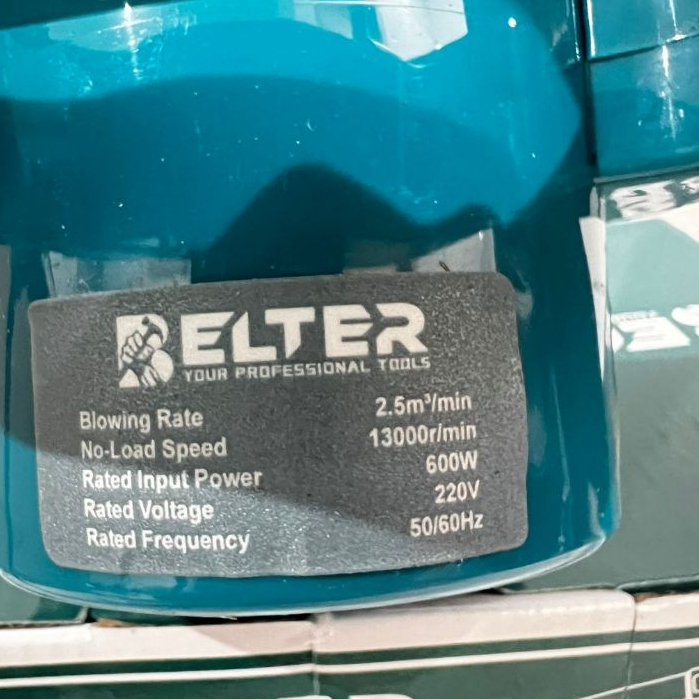 BELTER
YOUR PROFESSIONAL TOOLS
Blowing Rate 2.5m³/min
No-Load Speed 13000r/min
Rated Input Power 600W
Rated Voltage 220V
Rated Frequency 50/60Hz